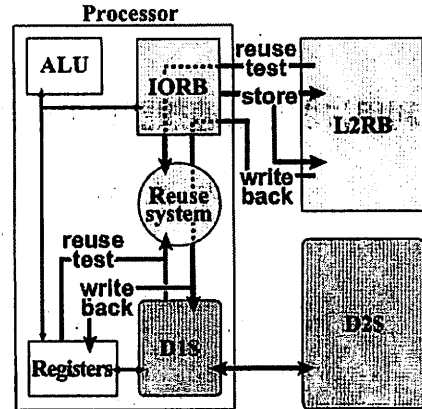 Processor
ALU
IORB
reuse
test
store
L2RB
write
back
Reuse
system
reuse
test
write
back
D1S
D2S
Registers